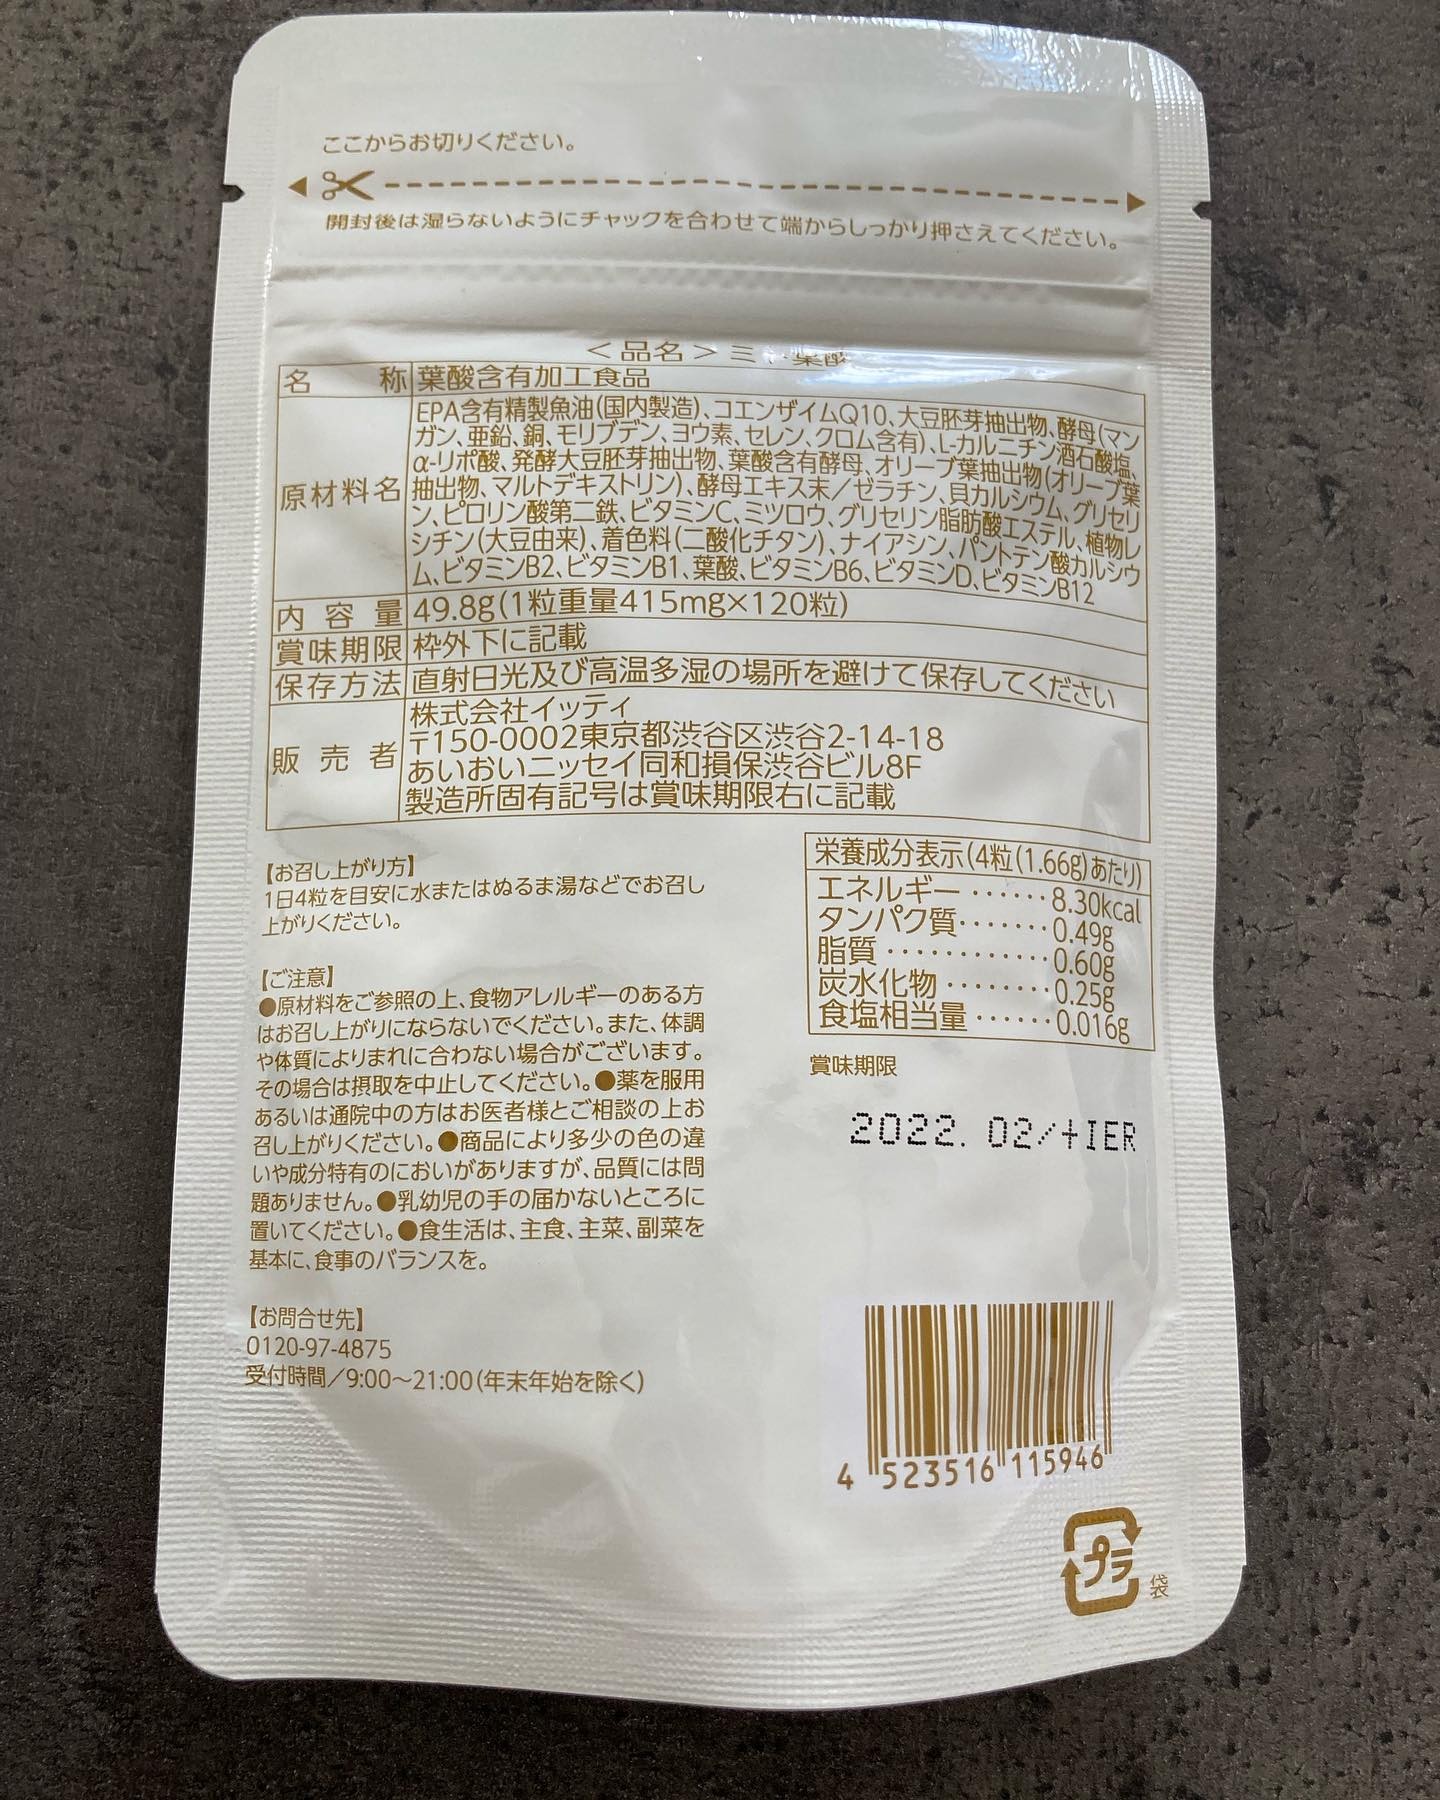 ここからお切りください。
開封後は湿らないようにチャックを合わせて端からしっかり押さえてください。
＜品名＞
名 称 葉酸含有加工食品
原材料名
EPA含有精製魚油(国内製造)、コエンザイムQ10、大豆胚芽抽出物、酵母(マン
ガン、亜鉛、銅、モリブデン、ヨウ素、セレン、クロム含有)、L-カルニチン酒石酸塩、
α-リポ酸、発酵大豆胚芽抽出物、葉酸含有酵母、オリーブ葉抽出物(オリーブ葉
抽出物、マルトデキストリン)、酵母エキス末／ゼラチン、貝カルシウム、グリセリ
ン、ピロリン酸第二鉄、ビタミンC、ミツロウ、グリセリン脂肪酸エステル、植物レ
シチン(大豆由来)、着色料(二酸化チタン)、ナイアシン、パントテン酸カルシウ
ム、ビタミンB2、ビタミンB1、葉酸、ビタミンB6、ビタミンD、ビタミンB12
内容量 49.8g(1粒重量415mg×120粒)
賞味期限 枠外下に記載
保存方法 直射日光及び高温多湿の場所を避けて保存してください
販売者
株式会社イッティ
〒150-0002東京都渋谷区渋谷2-14-18
あいおいニッセイ同和損保渋谷ビル8F
製造所固有記号は賞味期限右に記載
【お召し上がり方】
1日4粒を目安に水またはぬるま湯などでお召し
上がりください。
【ご注意】
●原材料をご参照の上、食物アレルギーのある方
はお召し上がりにならないでください。また、体調
や体質によりまれに合わない場合がございます。
その場合は摂取を中止してください。●薬を服用
あるいは通院中の方はお医者様とご相談の上お
召し上がりください。●商品により多少の色の違
いや成分特有のにおいがありますが、品質には問
題ありません。●乳幼児の手の届かないところに
置いてください。●食生活は、主食、主菜、副菜を
基本に、食事のバランスを。
【お問合せ先】
0120-97-4875
受付時間／9:00～21:00(年末年始を除く)
栄養成分表示(4粒(1.66g)あたり)
エネルギー ‥‥‥8.30kcal
タンパク質‥‥‥‥0.49g
脂質 ‥‥‥‥‥‥0.60g
炭水化物 ‥‥‥‥0.25g
食塩相当量 ‥‥‥0.016g
賞味期限
2022. 02/+IER
4 523516 115946
プラ
袋